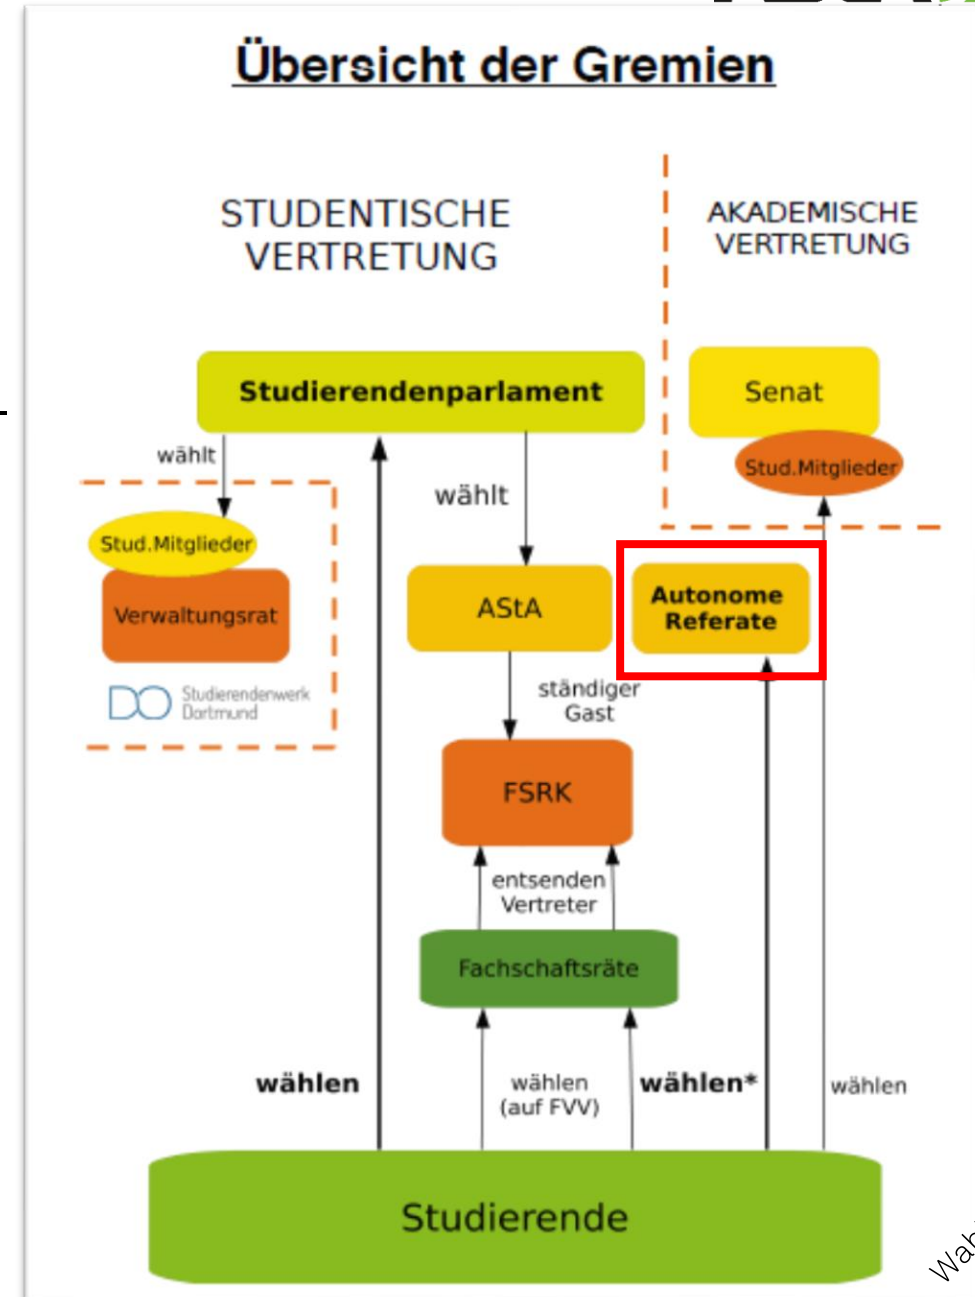 Übersicht der Gremien
STUDENTISCHE
VERTRETUNG
AKADEMISCHE
VERTRETUNG
Studierendenparlament
Senat
Stud.Mitglieder
wählt
wählt
Stud.Mitglieder
Verwaltungsrat
DO Studierendenwerk
Dortmund
AStA
Autonome
Referate
ständiger
Gast
FSRK
entsenden
Vertreter
Fachschaftsräte
wählen
wählen
(auf FVV)
wählen*
wählen
Studierende